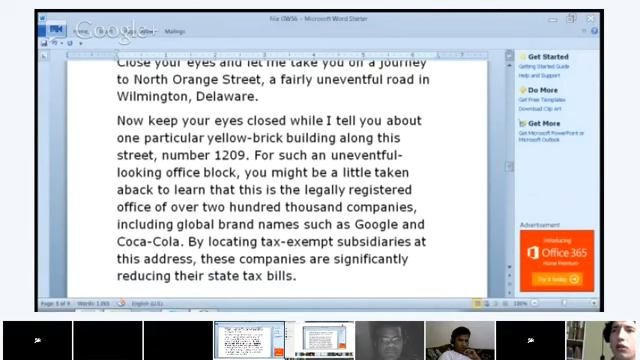 File GW56 - Microsoft Word Starter
Google+
Home
Mailings
Close your eyes and let me take you on a journey
to North Orange Street, a fairly uneventful road in
Wilmington, Delaware.
Now keep your eyes closed while I tell you about
one particular yellow-brick building along this
street, number 1209. For such an uneventful-
looking office block, you might be a little taken
aback to learn that this is the legally registered
office of over two hundred thousand companies,
including global brand names such as Google and
Coca-Cola. By locating tax-exempt subsidiaries at
this address, these companies are significantly
reducing their state tax bills.
Get Started
Getting Started Guide
Help and Support
Do More
Get Free Templates
Download Clip Art
Get More
Get Microsoft PowerPoint or
Microsoft Outlook
Advertisement
Introducing
Office 365
Home Premium
Try it today
English (U.S.)
100%